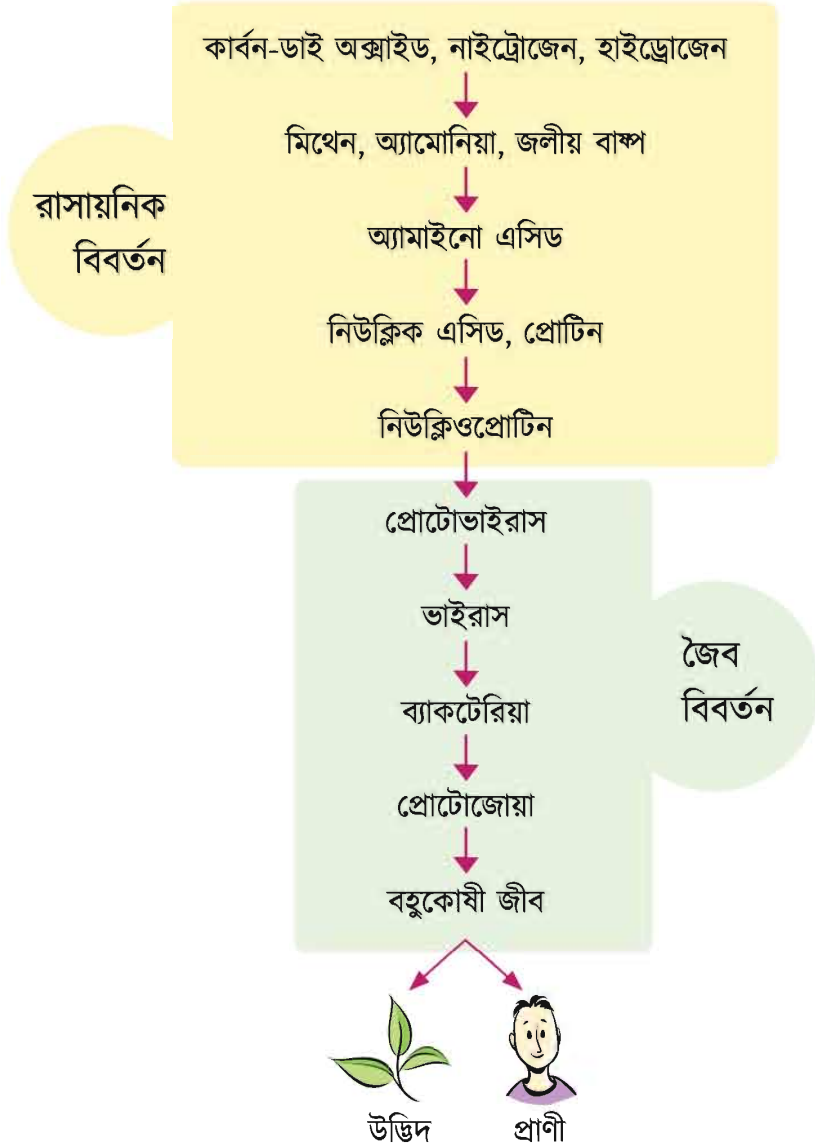 কার্বন-ডাই অক্সাইড, নাইট্রোজেন, হাইড্রোজেন
মিথেন, অ্যামোনিয়া, জলীয় বাষ্প
রাসায়নিক
বিবর্তন
অ্যামাইনো এসিড
নিউক্লিক এসিড, প্রোটিন
নিউক্লিওপ্রোটিন
প্রোটোভাইরাস
ভাইরাস
জৈব
বিবর্তন
ব্যাকটেরিয়া
প্রোটোজোয়া
বহুকোষী জীব
উদ্ভিদ
প্রাণী